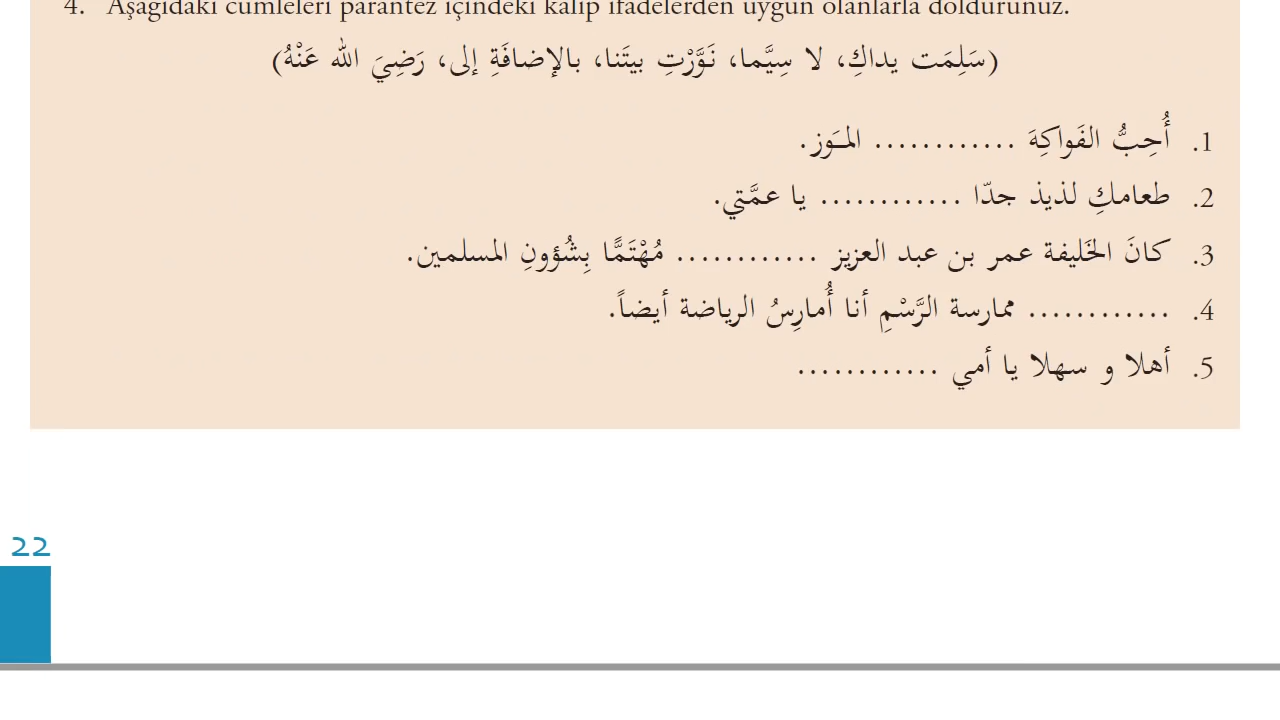 4. Aşağıdaki cümleleri parantez içindeki kalıp ifadelerden uygun olanlarla doldurunuz.
(سَلِمَت يداكِ، لا سِيَّما، نَوَّرْتِ بيتَنا، بالإضافَةِ إلى، رَضِيَ الله عَنْهُ)
1. أُحِبُّ الفَواكِهَ ............ المـَوز.
2. طعامكِ لذيذ جدّا ............ يا عمَّتي.
3. كانَ الخَليفة عمر بن عبد العزيز ............ مُهْتَمًّا بِشُؤونِ المسلمين.
4. ............ ممارسة الرَّسْمِ أنا أُمارِسُ الرياضة أيضاً.
5. أهلا و سهلا يا أمي ............
22